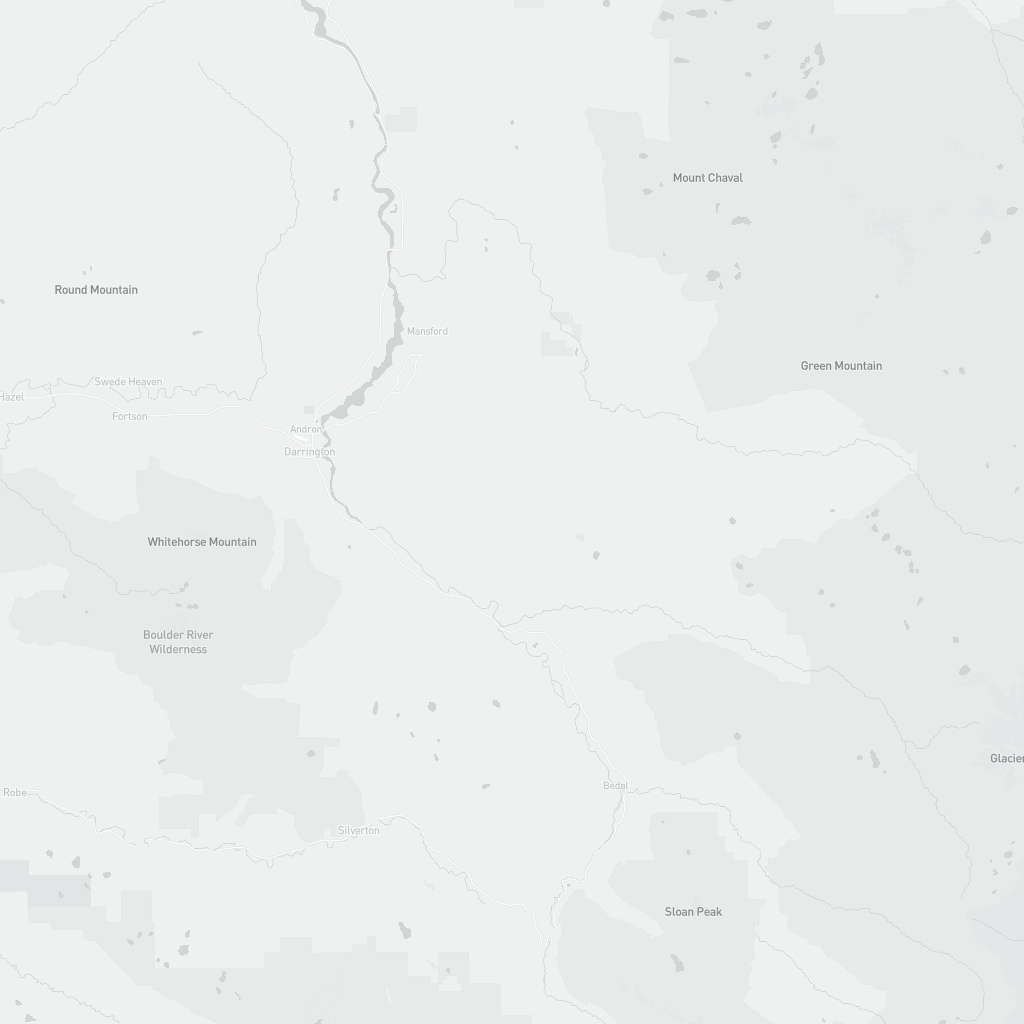 Mount Chaval
Round Mountain
Mansford
Green Mountain
Swede Heaven
Hazel
Fortson
Andron
Darrington
Whitehorse Mountain
Boulder River
Wilderness
Glacier
Bedal
Robe
Silverton
Sloan Peak